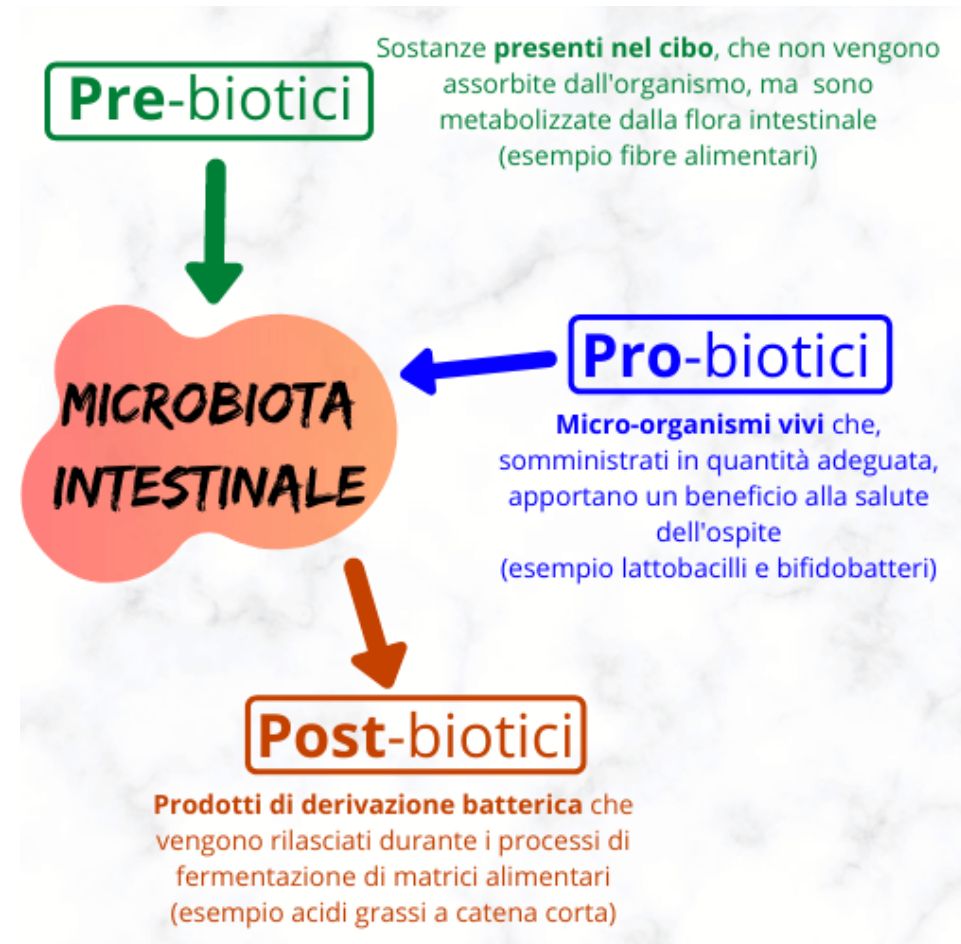 Pre-biotici
Sostanze presenti nel cibo, che non vengono
assorbite dall'organismo, ma sono
metabolizzate dalla flora intestinale
(esempio fibre alimentari)
MICROBIOTA
INTESTINALE
Pro-biotici
Micro-organismi vivi che,
somministrati in quantità adeguata,
apportano un beneficio alla salute
dell'ospite
(esempio lattobacilli e bifidobatteri)
Post-biotici
Prodotti di derivazione batterica che
vengono rilasciati durante i processi di
fermentazione di matrici alimentari
(esempio acidi grassi a catena corta)